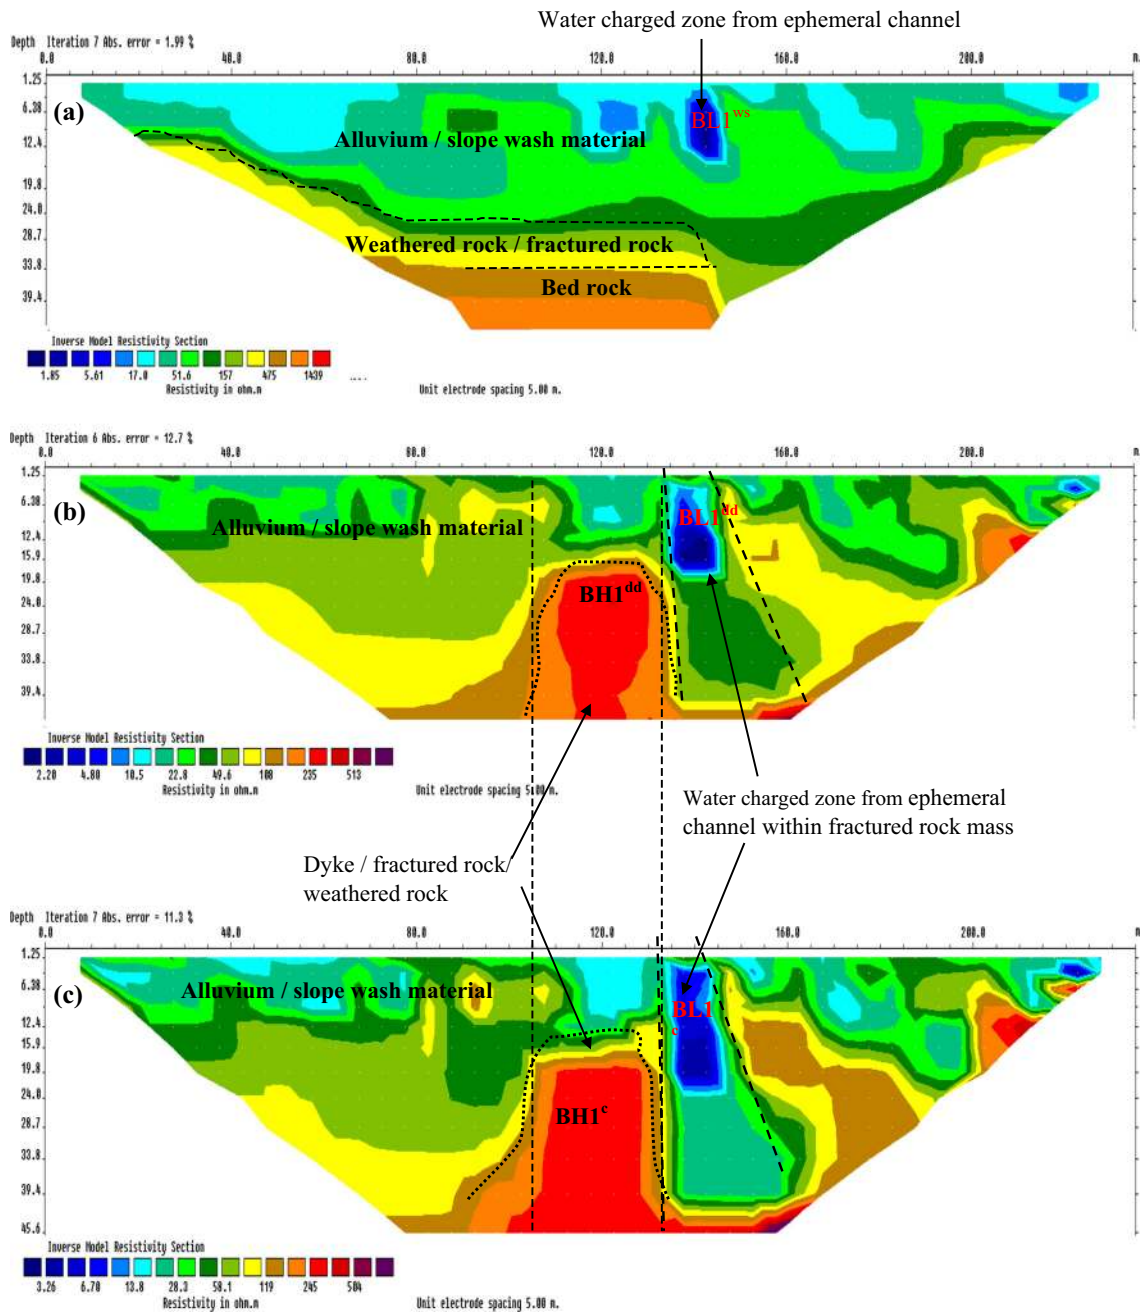 Water charged zone from ephemeral channel
Depth Iteration 7 Abs. error = 1.99 %
0.0 40.0 80.0 120.0 160.0 200.0 m.
1.25
6.38
12.4
19.8
24.0
28.7
33.8
39.4
(a)
BL1ws
Alluvium / slope wash material
Weathered rock / fractured rock
Bed rock
Inverse Model Resistivity Section
1.85 5.61 17.0 51.6 157 475 1439
Resistivity in ohm.m Unit electrode spacing 5.00 m.
Depth Iteration 6 Abs. error = 12.7 %
0.0 40.0 80.0 120.0 160.0 200.0 m.
1.25
6.38
12.4
15.9
19.8
24.0
28.7
33.8
39.4
(b)
BL1dd
Alluvium / slope wash material
BH1dd
Inverse Model Resistivity Section
2.20 4.80 10.5 22.8 49.6 108 235 513
Resistivity in ohm.m Unit electrode spacing 5.00 m.
Water charged zone from ephemeral
channel within fractured rock mass
Dyke / fractured rock/
weathered rock
Depth Iteration 7 Abs. error = 11.3 %
0.0 40.0 80.0 120.0 160.0 200.0 m.
1.25
6.38
12.4
15.9
19.8
24.0
28.7
33.8
39.4
45.6
(c)
Alluvium / slope wash material
BL1
c
BH1c
Inverse Model Resistivity Section
3.26 6.70 13.8 28.3 58.1 119 245 504
Resistivity in ohm.m Unit electrode spacing 5.00 m.